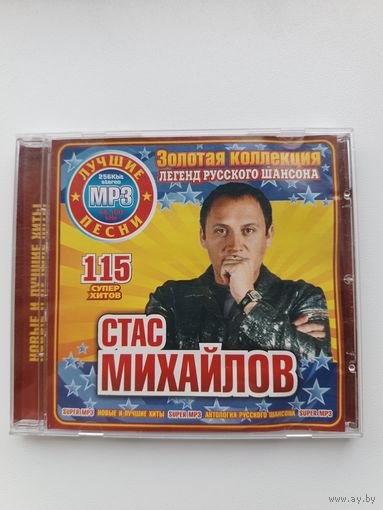 НОВЫЕ И ЛУЧШИЕ ХИТЫ
ЛУЧШИЕ
256Kbit
stereo
MP3
ПЕСНИ
Золотая коллекция
ЛЕГЕНД РУССКОГО ШАНСОНА
115
СУПЕР
ХИТОВ
СТАС
МИХАЙЛОВ
SUPER MP3 НОВЫЕ И ЛУЧШИЕ ХИТЫ SUPER MP3 АНТОЛОГИЯ РУССКОГО ШАНСОНА SUPER MP3
www.ay.by